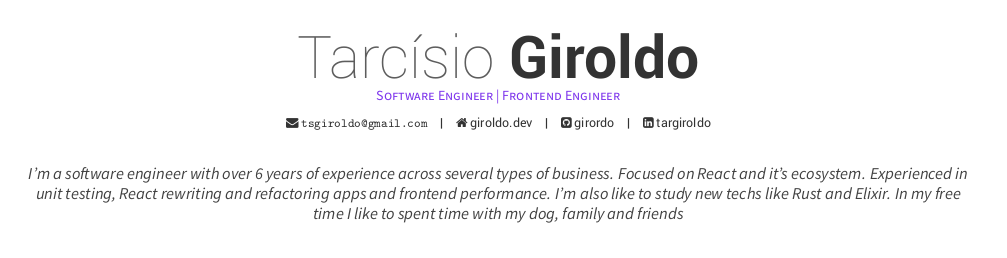 Tarcísio Giroldo
Software Engineer | Frontend Engineer
tsgiroldo@gmail.com | giroldo.dev | girordo | targiroldo
I'm a software engineer with over 6 years of experience across several types of business. Focused on React and it's ecosystem. Experienced in
unit testing, React rewriting and refactoring apps and frontend performance. I'm also like to study new techs like Rust and Elixir. In my free
time I like to spent time with my dog, family and friends